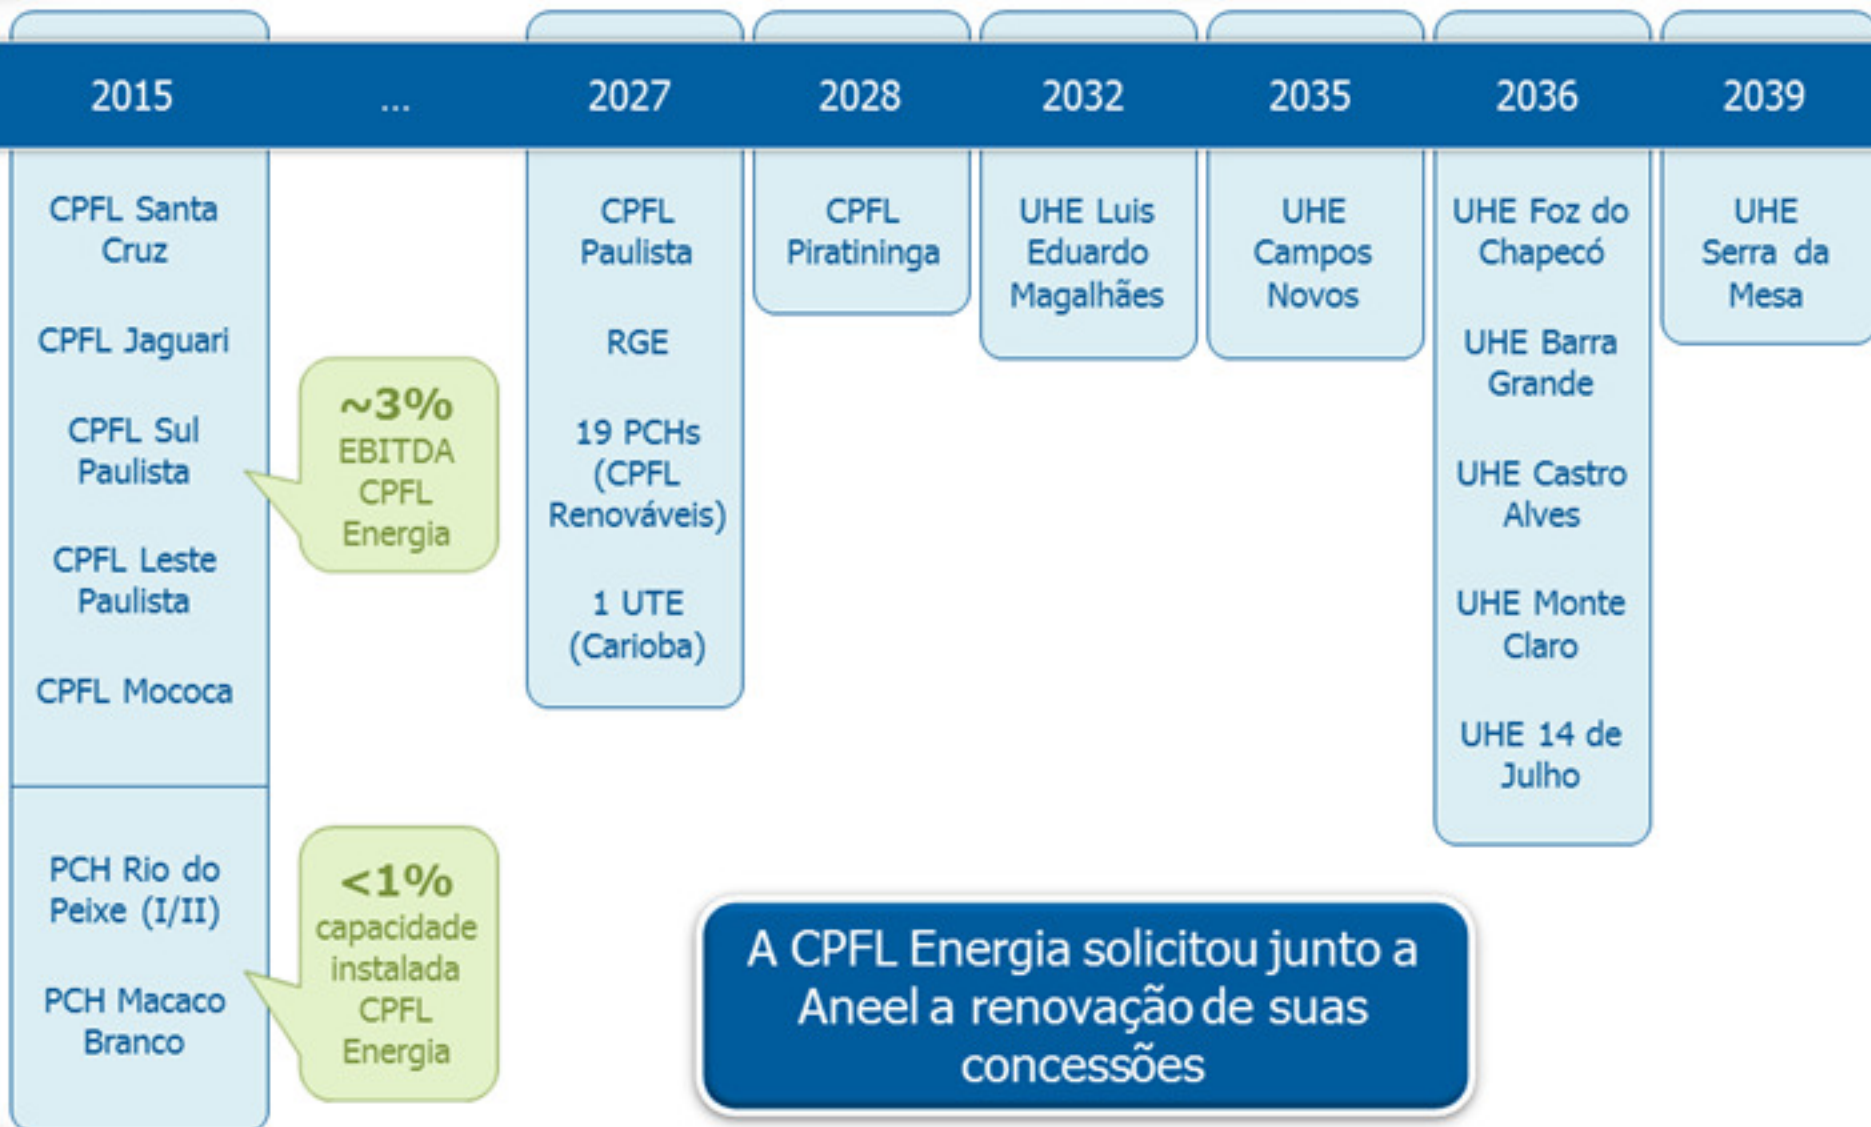 2015
...
2027
2028
2032
2035
2036
2039
CPFL Santa
Cruz
CPFL Jaguari
CPFL Sul
Paulista
CPFL Leste
Paulista
CPFL Mococa
PCH Rio do
Peixe (I/II)
PCH Macaco
Branco
~3%
EBITDA
CPFL
Energia
<1%
capacidade
instalada
CPFL
Energia
CPFL
Paulista
RGE
19 PCHs
(CPFL
Renováveis)
1 UTE
(Carioba)
CPFL
Piratininga
UHE Luis
Eduardo
Magalhães
UHE
Campos
Novos
UHE Foz do
Chapecó
UHE Barra
Grande
UHE Castro
Alves
UHE Monte
Claro
UHE 14 de
Julho
UHE
Serra da
Mesa
A CPFL Energia solicitou junto a
Aneel a renovação de suas
concessões